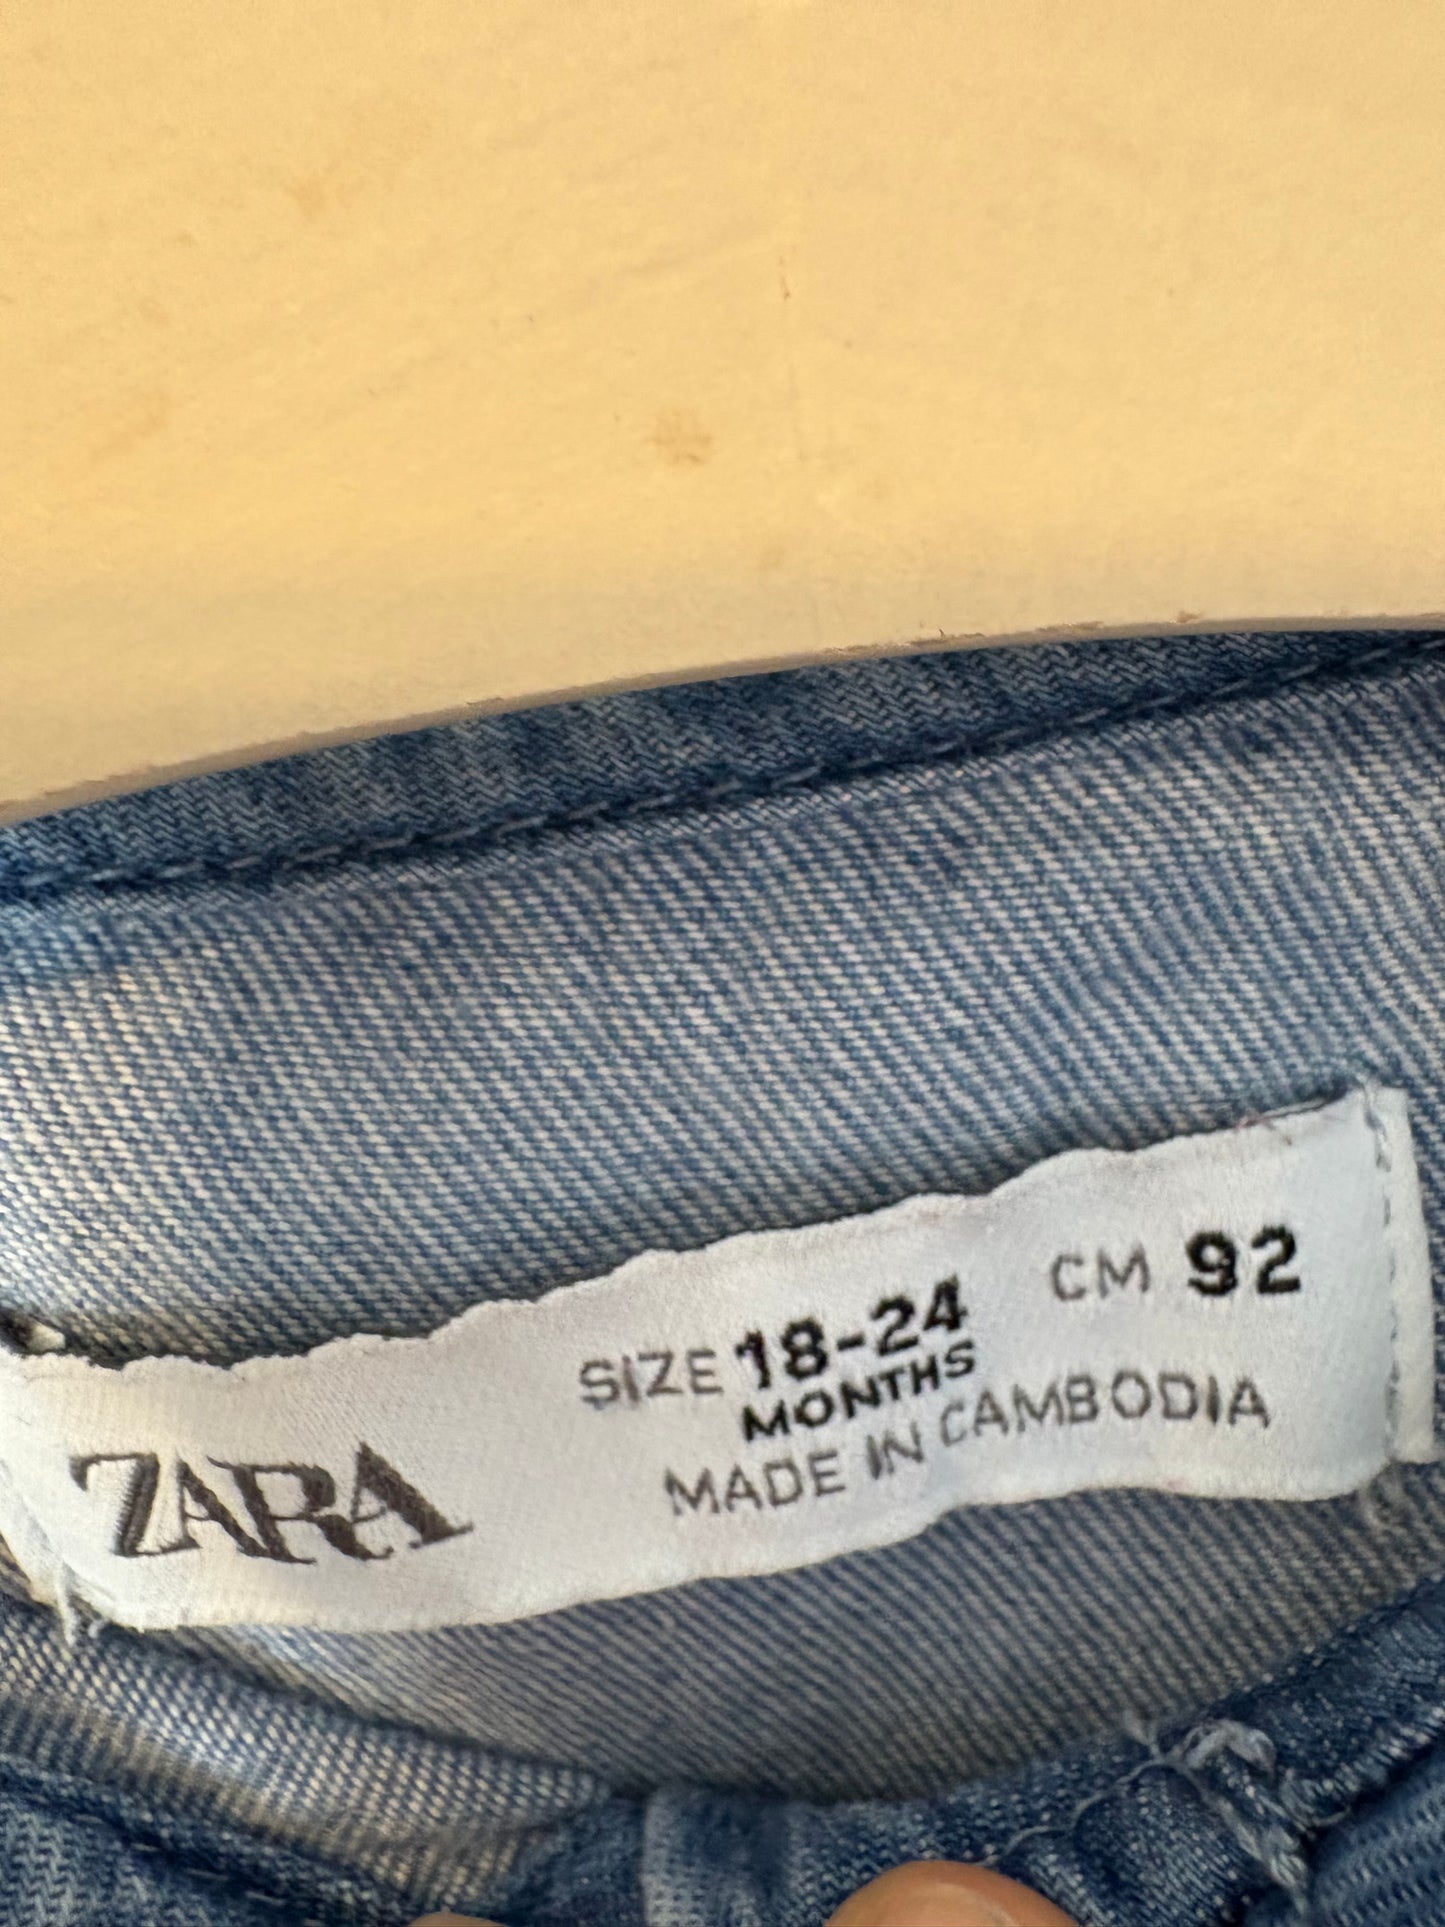 ZARA
SIZE 18-24 CM 92
MONTHS
MADE IN CAMBODIA